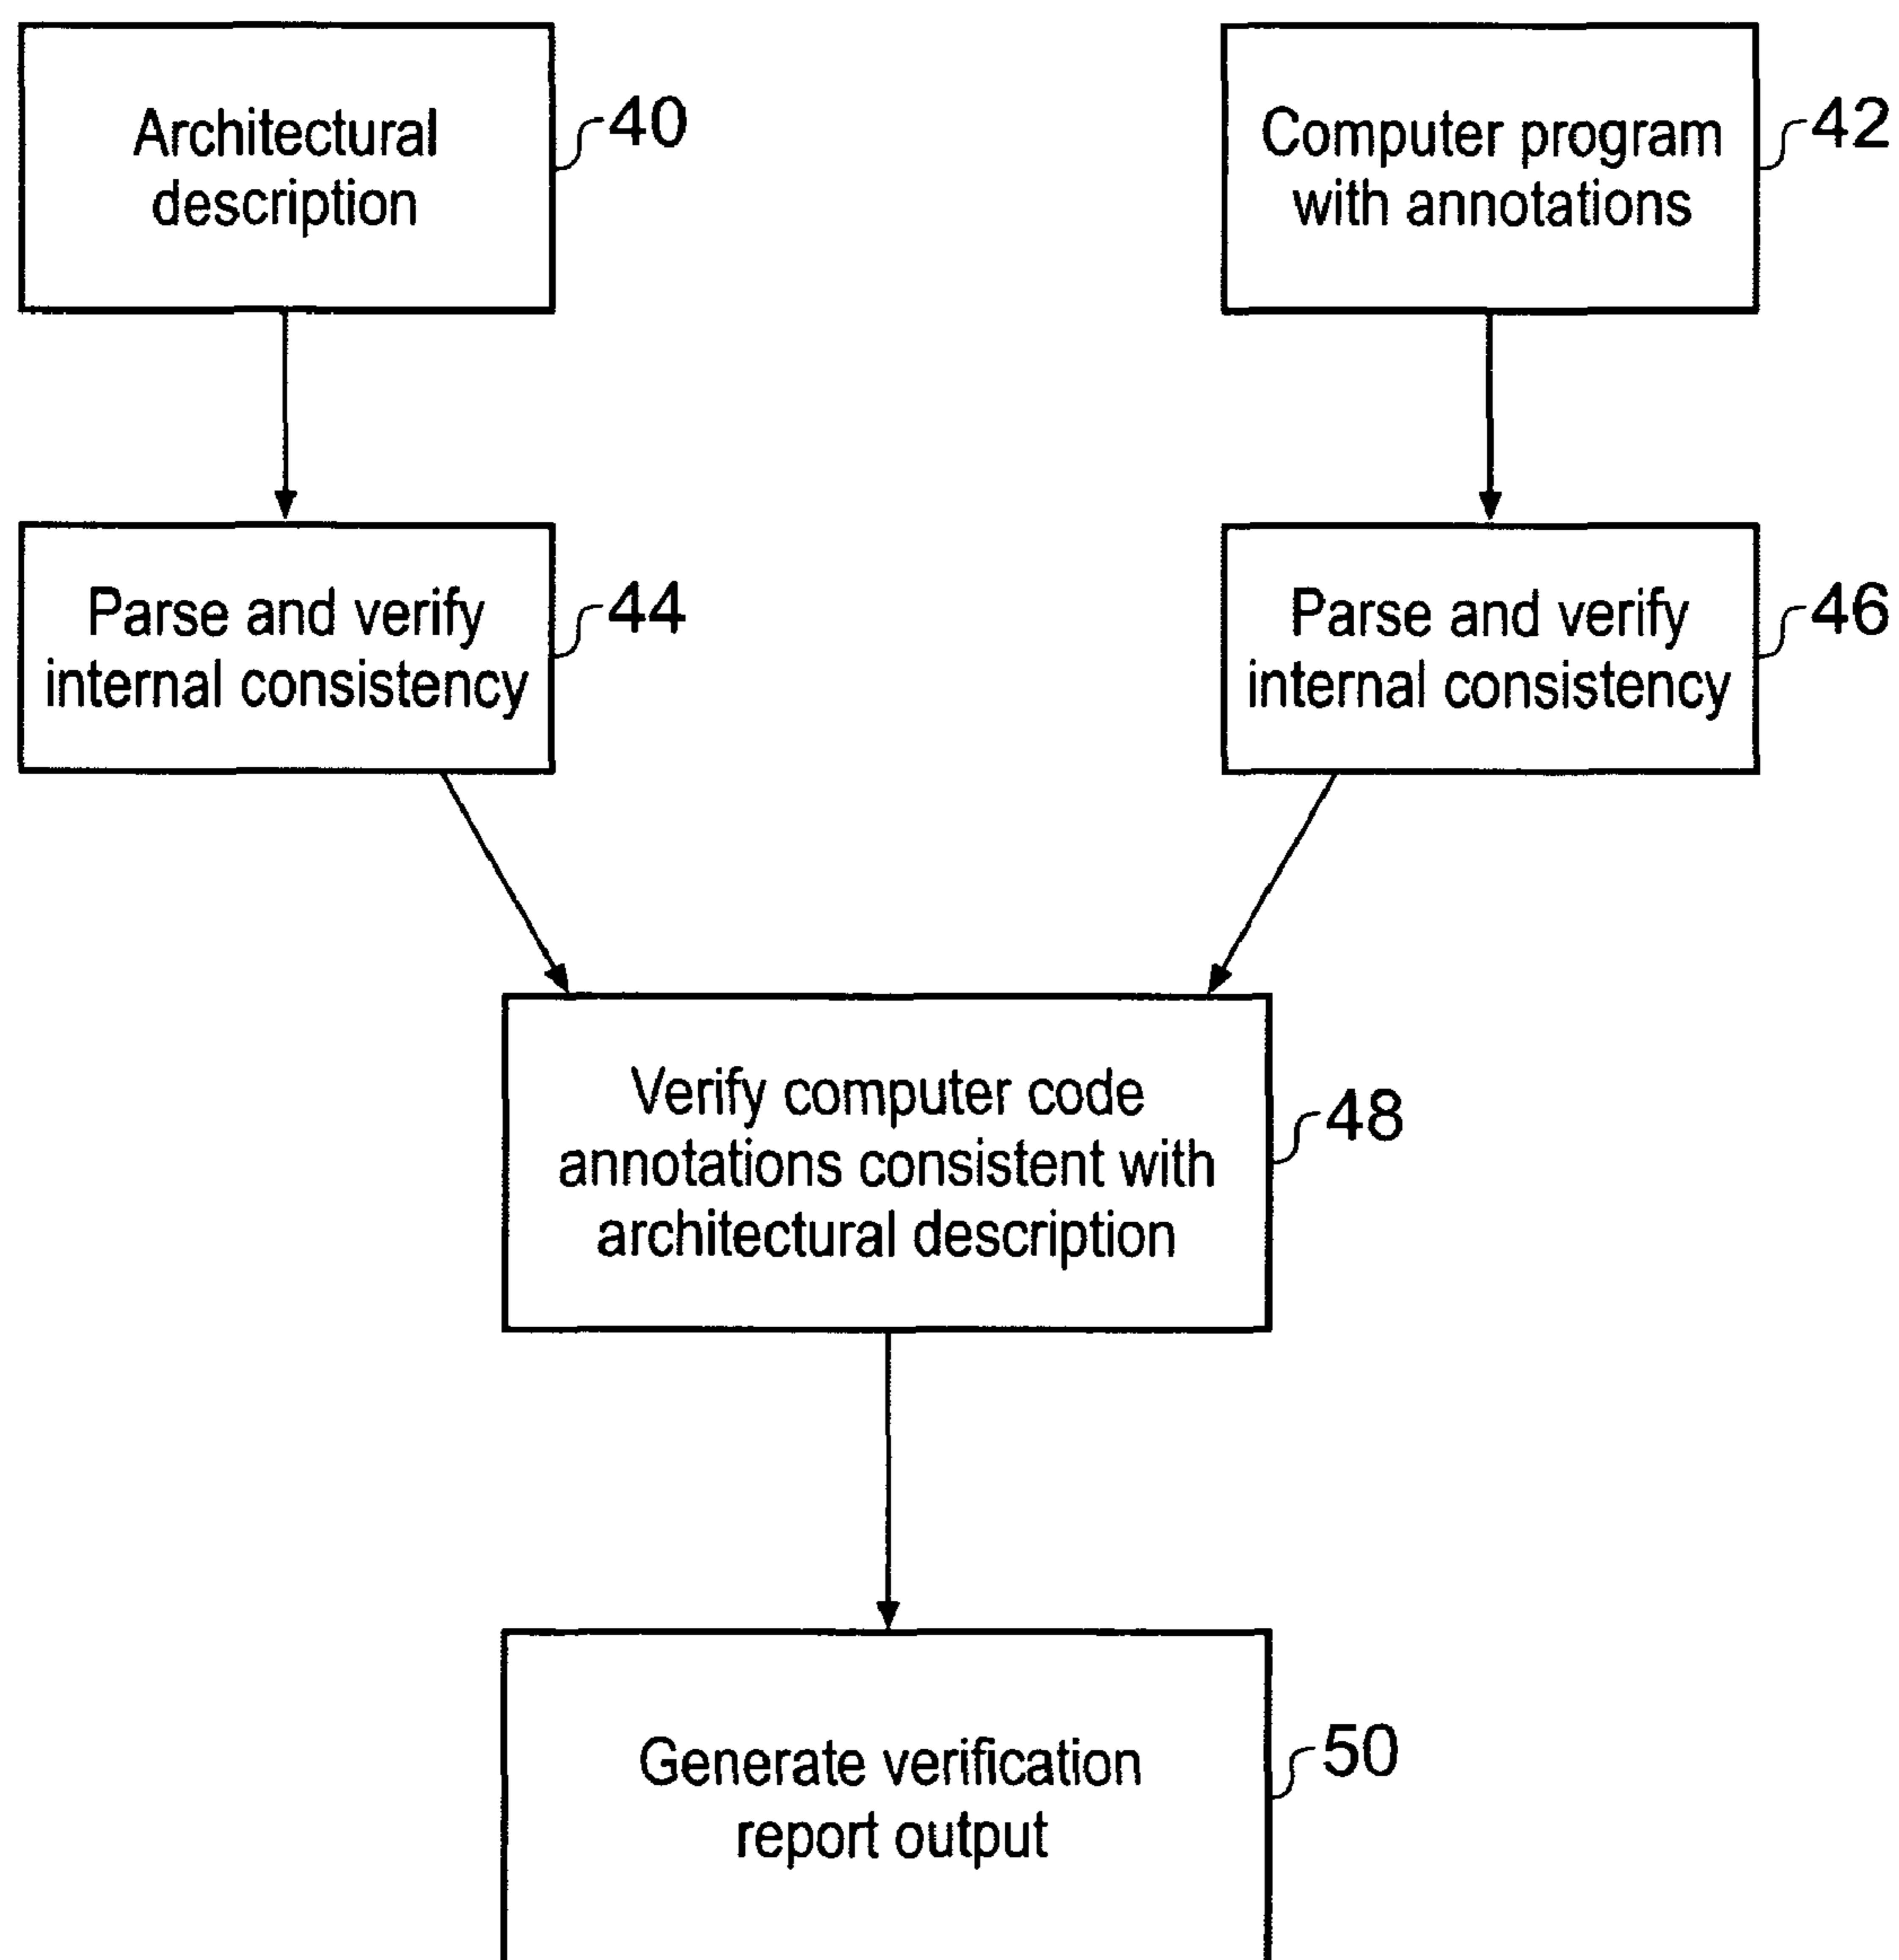 Architectural
description
40
Computer program
with annotations
42
Parse and verify
internal consistency
44
Parse and verify
internal consistency
46
Verify computer code
annotations consistent with
architectural description
48
Generate verification
report output
50